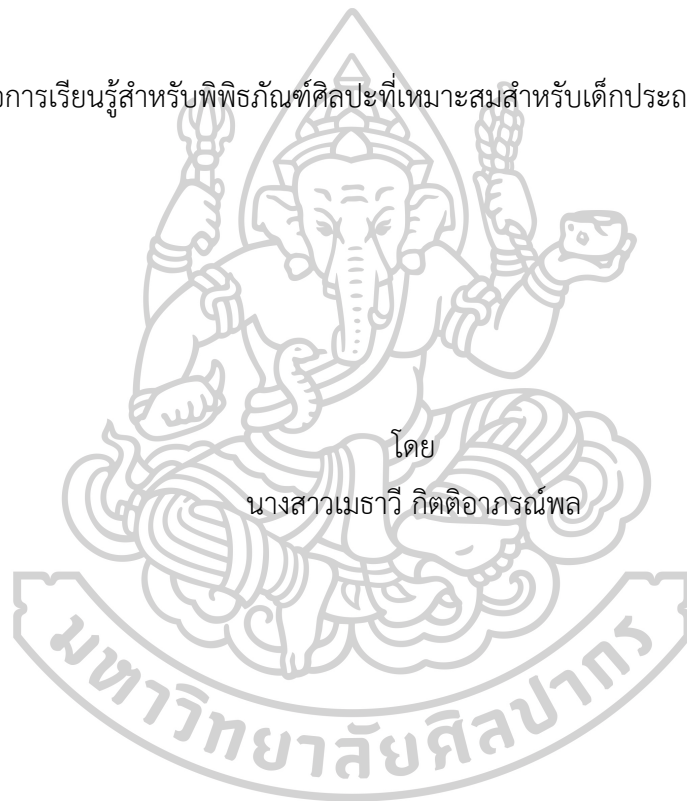 การเรียนรู้สำหรับพิพิธภัณฑ์ศิลปะที่เหมาะสมสำหรับเด็กประถ
โดย
นางสาวเมธาวี กิตติอาภรณ์พล
มหาวิทยาลัยศิลปากร